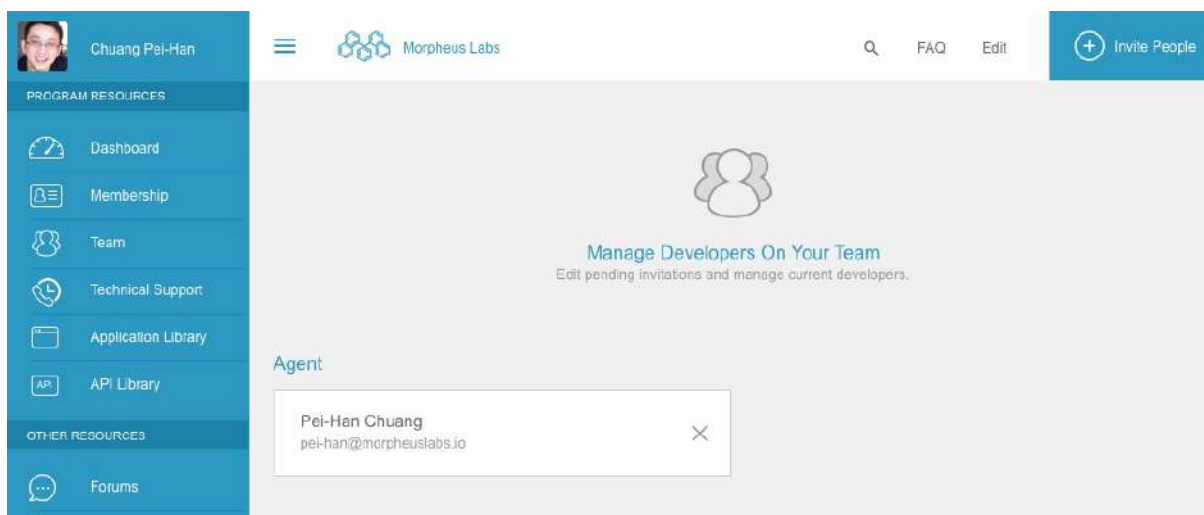 Chuang Pei-Han
PROGRAM RESOURCES
Dashboard
Membership
Team
Technical Support
Application Library
API
API Library
OTHER RESOURCES
Forums
Morpheus Labs
FAQ
Edit
Invite People
Manage Developers On Your Team
Edit pending invitations and manage current developers.
Agent
Pei-Han Chuang
pei-han@morpheuslabs.io